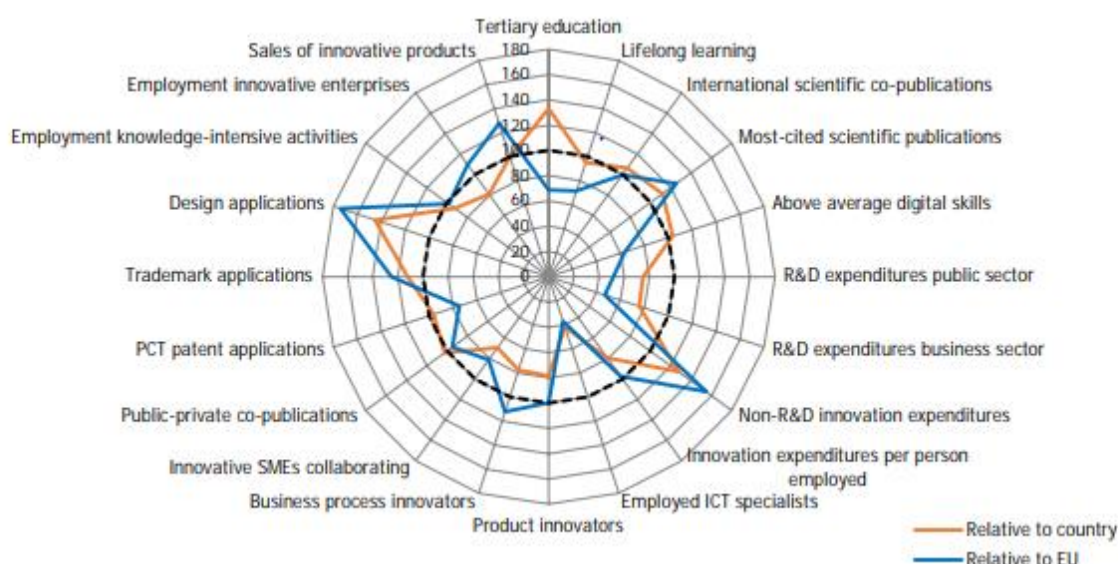 Tertiary education
Sales of innovative products
Lifelong learning
Employment innovative enterprises
International scientific co-publications
Employment knowledge-intensive activities
Most-cited scientific publications
Design applications
Above average digital skills
Trademark applications
R&D expenditures public sector
PCT patent applications
R&D expenditures business sector
Public-private co-publications
Non-R&D innovation expenditures
Innovative SMEs collaborating
Innovation expenditures per person
employed
Business process innovators
Employed ICT specialists
Product innovators
180
160
140
120
100
80
60
40
20
0
Relative to country
Relative to EU